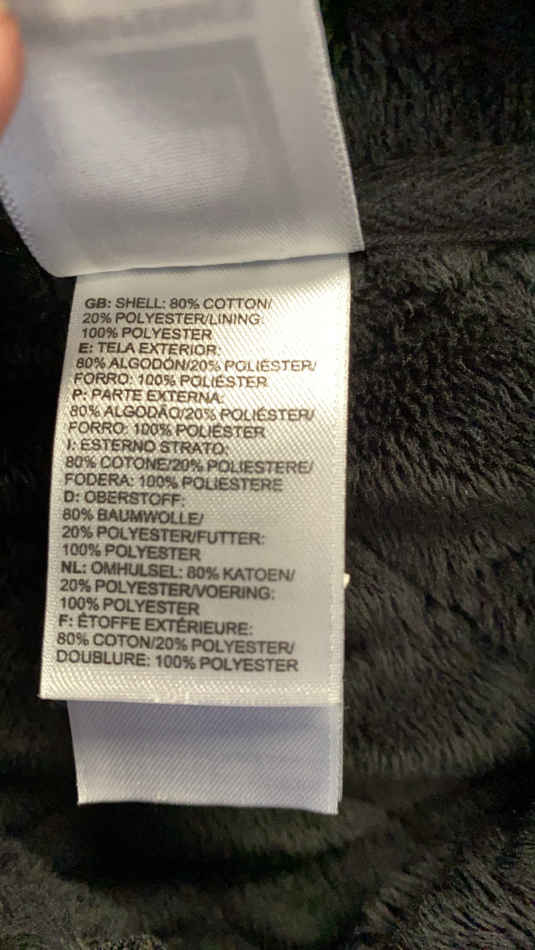 GB: SHELL: 80% COTTON/
20% POLYESTER/LINING:
100% POLYESTER
E: TELA EXTERIOR:
80% ALGODÓN/20% POLIÉSTER/
FORRO: 100% POLIÉSTER
P: PARTE EXTERNA:
80% ALGODÃO/20% POLIÉSTER/
FORRO: 100% POLIÉSTER
I: ESTERNO STRATO:
80% COTONE/20% POLIESTERE/
FODERA: 100% POLIESTERE
D: OBERSTOFF:
80% BAUMWOLLE/
20% POLYESTER/FUTTER:
100% POLYESTER
NL: OMHULSEL: 80% KATOEN/
20% POLYESTER/VOERING:
100% POLYESTER
F: ÉTOFFE EXTÉRIEURE:
80% COTON/20% POLYESTER/
DOUBLURE: 100% POLYESTER